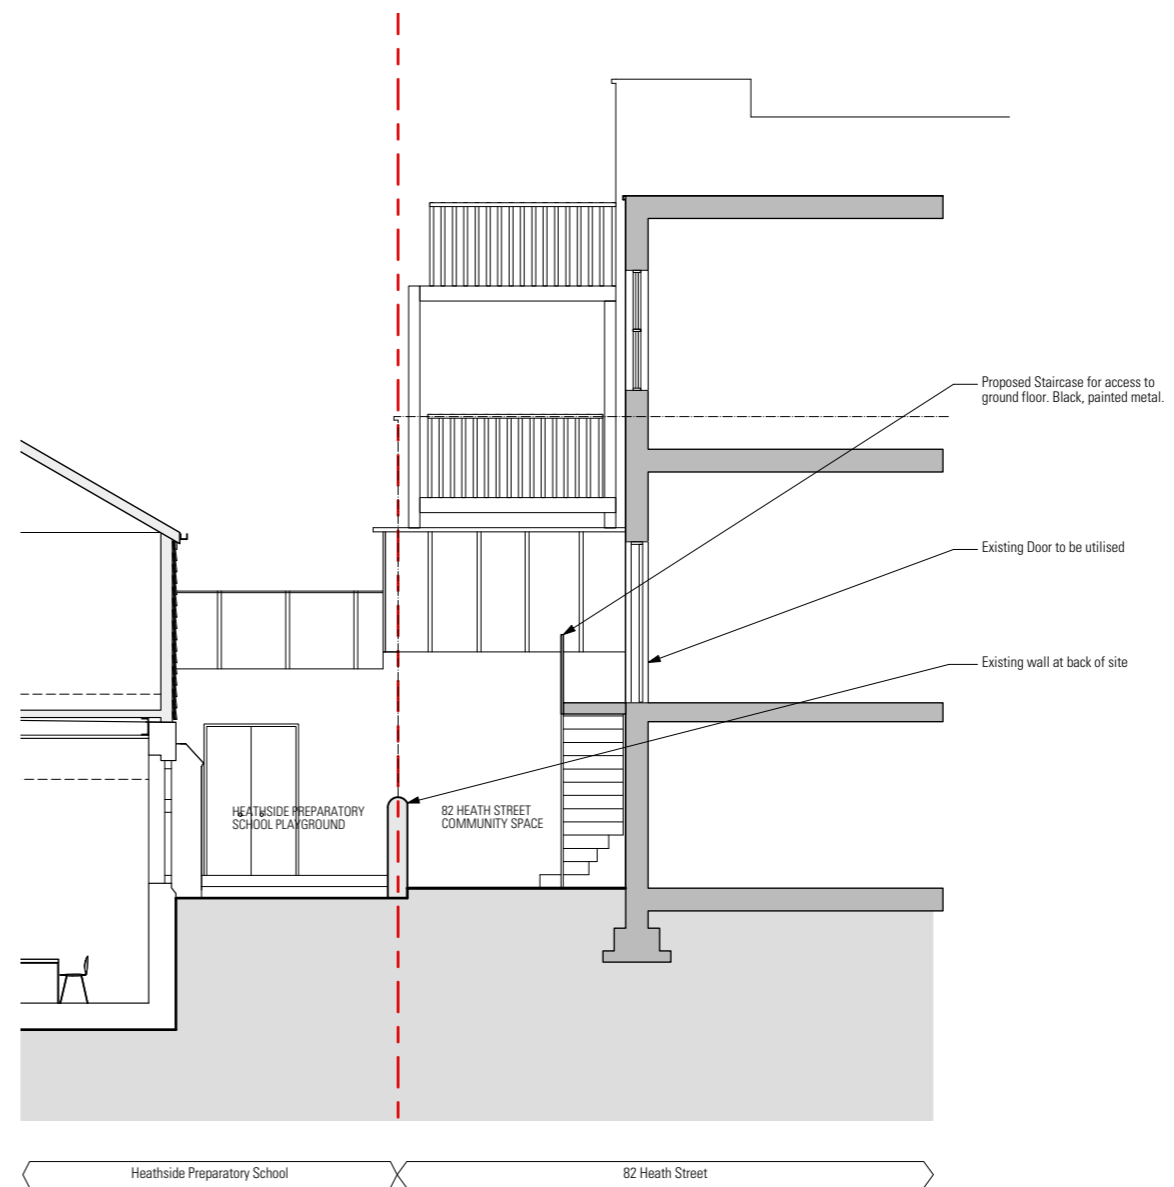 Proposed Staircase for access to
ground floor. Black, painted metal.
Existing Door to be utilised
Existing wall at back of site
HEATHSIDE PREPARATORY
SCHOOL PLAYGROUND
82 HEATH STREET
COMMUNITY SPACE
Heathside Preparatory School
82 Heath Street